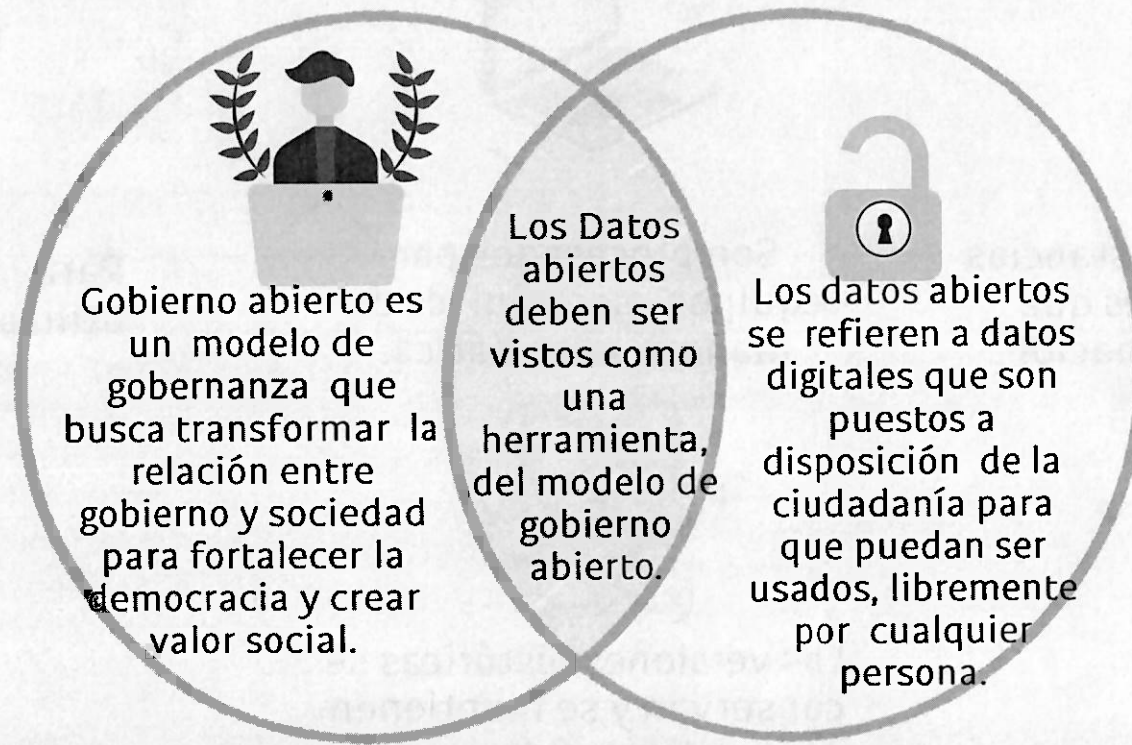 Gobierno abierto es
un modelo de
gobernanza que
busca transformar la
relación entre
gobierno y sociedad
para fortalecer la
democracia y crear
valor social.
Los Datos
abiertos
deben ser
vistos como
una
herramienta,
del modelo de
gobierno
abierto.
Los datos abiertos
se refieren a datos
digitales que son
puestos a
disposición de la
ciudadanía para
que puedan ser
usados, libremente
por cualquier
persona.